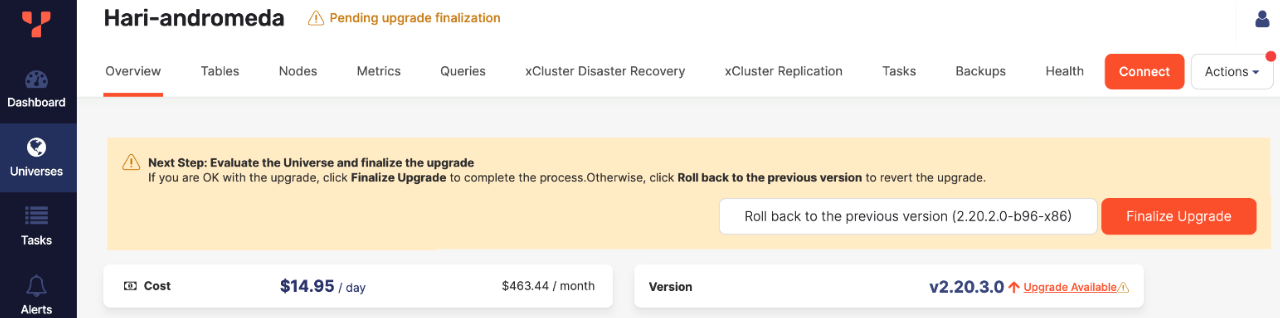 Hari-andromeda Pending upgrade finalization
Overview Tables Nodes Metrics Queries xCluster Disaster Recovery xCluster Replication Tasks Backups Health Connect Actions
Dashboard
Universes
Tasks
Alerts
Next Step: Evaluate the Universe and finalize the upgrade
If you are OK with the upgrade, click Finalize Upgrade to complete the process.Otherwise, click Roll back to the previous version to revert the upgrade.
Roll back to the previous version (2.20.2.0-b96-x86) Finalize Upgrade
Cost $14.95 / day $463.44 / month
Version v2.20.3.0 Upgrade Available